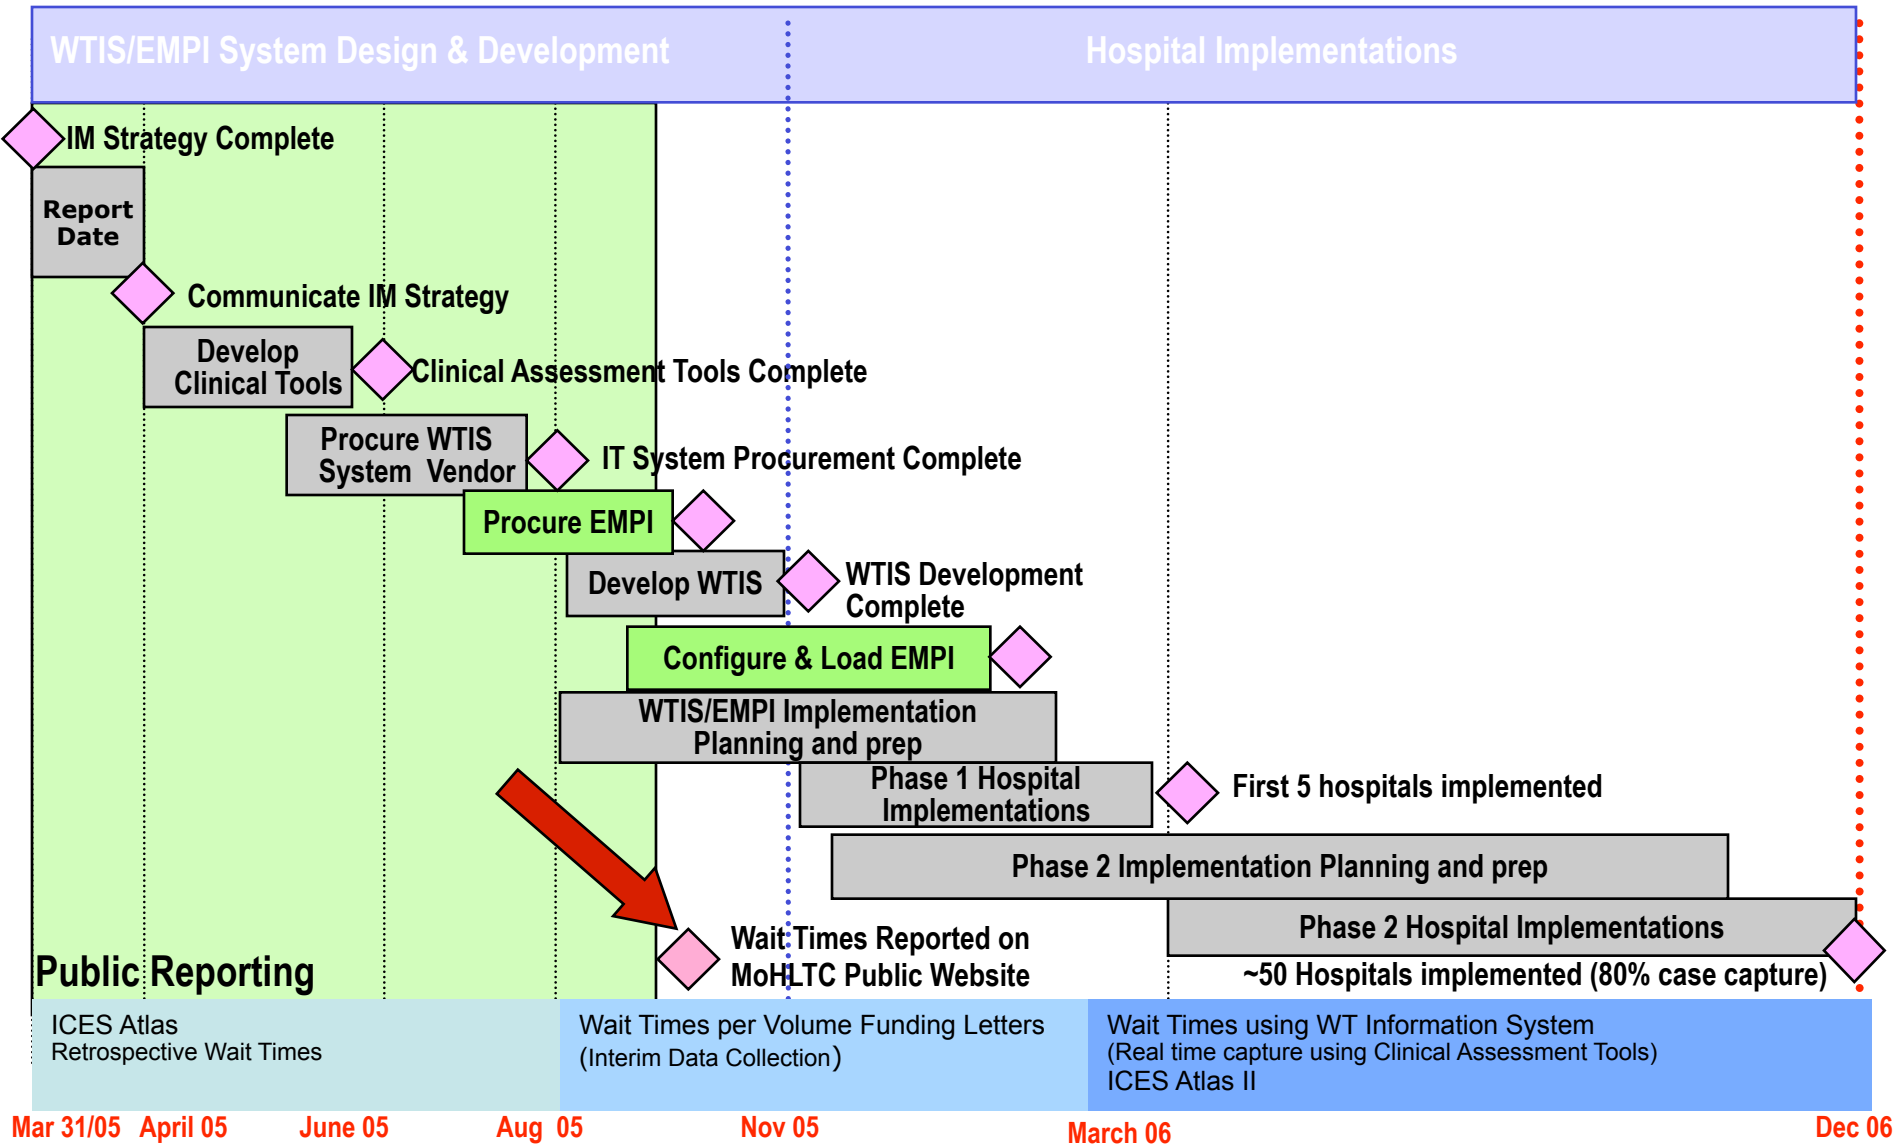 WTIS/EMPI System Design & Development
Hospital Implementations
IM Strategy Complete
Report
Date
Communicate IM Strategy
Develop
Clinical Tools
Clinical Assessment Tools Complete
Procure WTIS
System Vendor
IT System Procurement Complete
Procure EMPI
Develop WTIS
WTIS Development
Complete
Configure & Load EMPI
WTIS/EMPI Implementation
Planning and prep
Phase 1 Hospital
Implementations
First 5 hospitals implemented
Phase 2 Implementation Planning and prep
Phase 2 Hospital Implementations
Wait Times Reported on
MoHLTC Public Website
~50 Hospitals implemented (80% case capture)
Public Reporting
ICES Atlas
Retrospective Wait Times
Wait Times per Volume Funding Letters
(Interim Data Collection)
Wait Times using WT Information System
(Real time capture using Clinical Assessment Tools)
ICES Atlas II
Mar 31/05
April 05
June 05
Aug 05
Nov 05
March 06
Dec 06